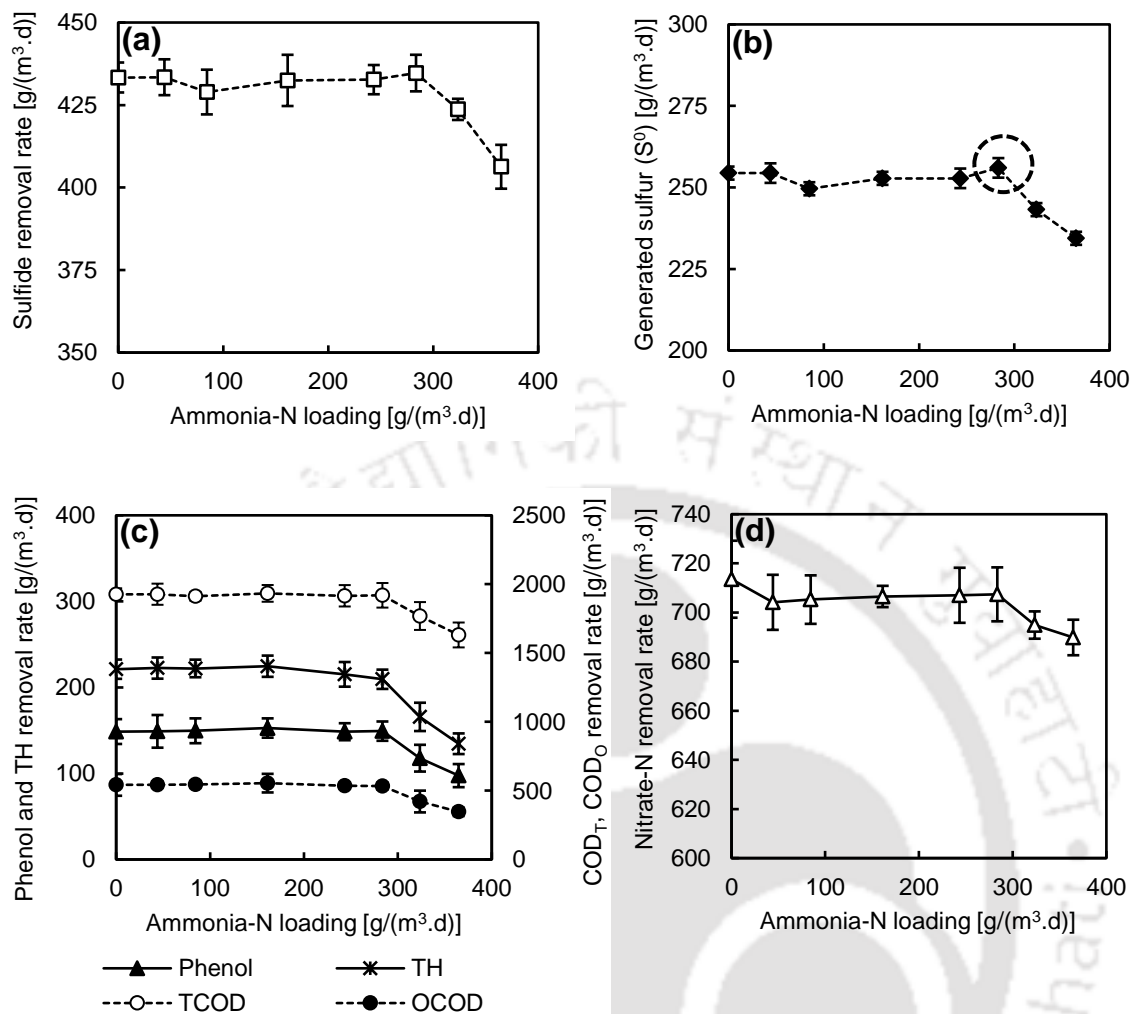 (a)
Sulfide removal rate [g/(m³.d)]
450
425
400
375
350
0 100 200 300 400
Ammonia-N loading [g/(m³.d)]
(b)
Generated sulfur (S⁰) [g/(m³.d)]
300
275
250
225
200
0 100 200 300 400
Ammonia-N loading [g/(m³.d)]
(c)
Phenol and TH removal rate [g/(m³.d)]
400
300
200
100
0
2500
2000
1500
1000
500
0
COD_T, COD_O removal rate [g/(m³.d)]
0 100 200 300 400
Ammonia-N loading [g/(m³.d)]
Phenol TH
TCOD OCOD
(d)
Nitrate-N removal rate [g/(m³.d)]
740
720
700
680
660
640
620
600
0 100 200 300 400
Ammonia-N loading [g/(m³.d)]